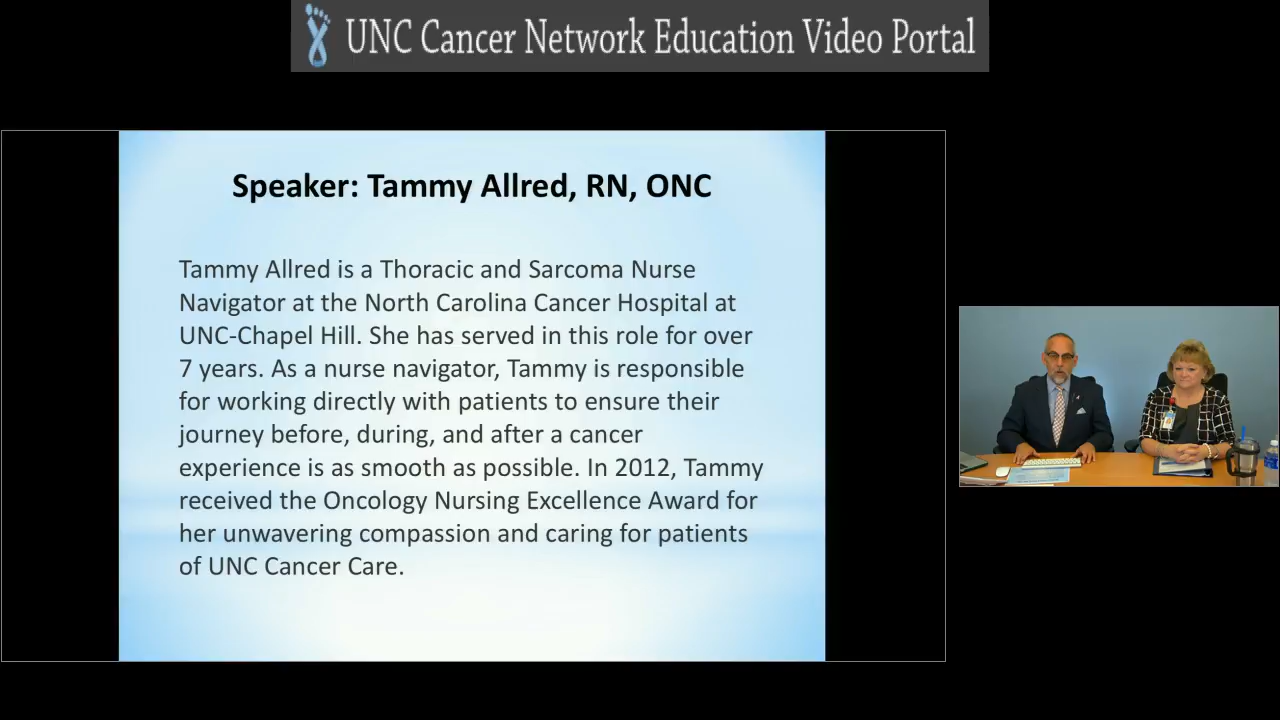 UNC Cancer Network Education Video Portal
Speaker: Tammy Allred, RN, ONC
Tammy Allred is a Thoracic and Sarcoma Nurse
Navigator at the North Carolina Cancer Hospital at
UNC-Chapel Hill. She has served in this role for over
7 years. As a nurse navigator, Tammy is responsible
for working directly with patients to ensure their
journey before, during, and after a cancer
experience is as smooth as possible. In 2012, Tammy
received the Oncology Nursing Excellence Award for
her unwavering compassion and caring for patients
of UNC Cancer Care.